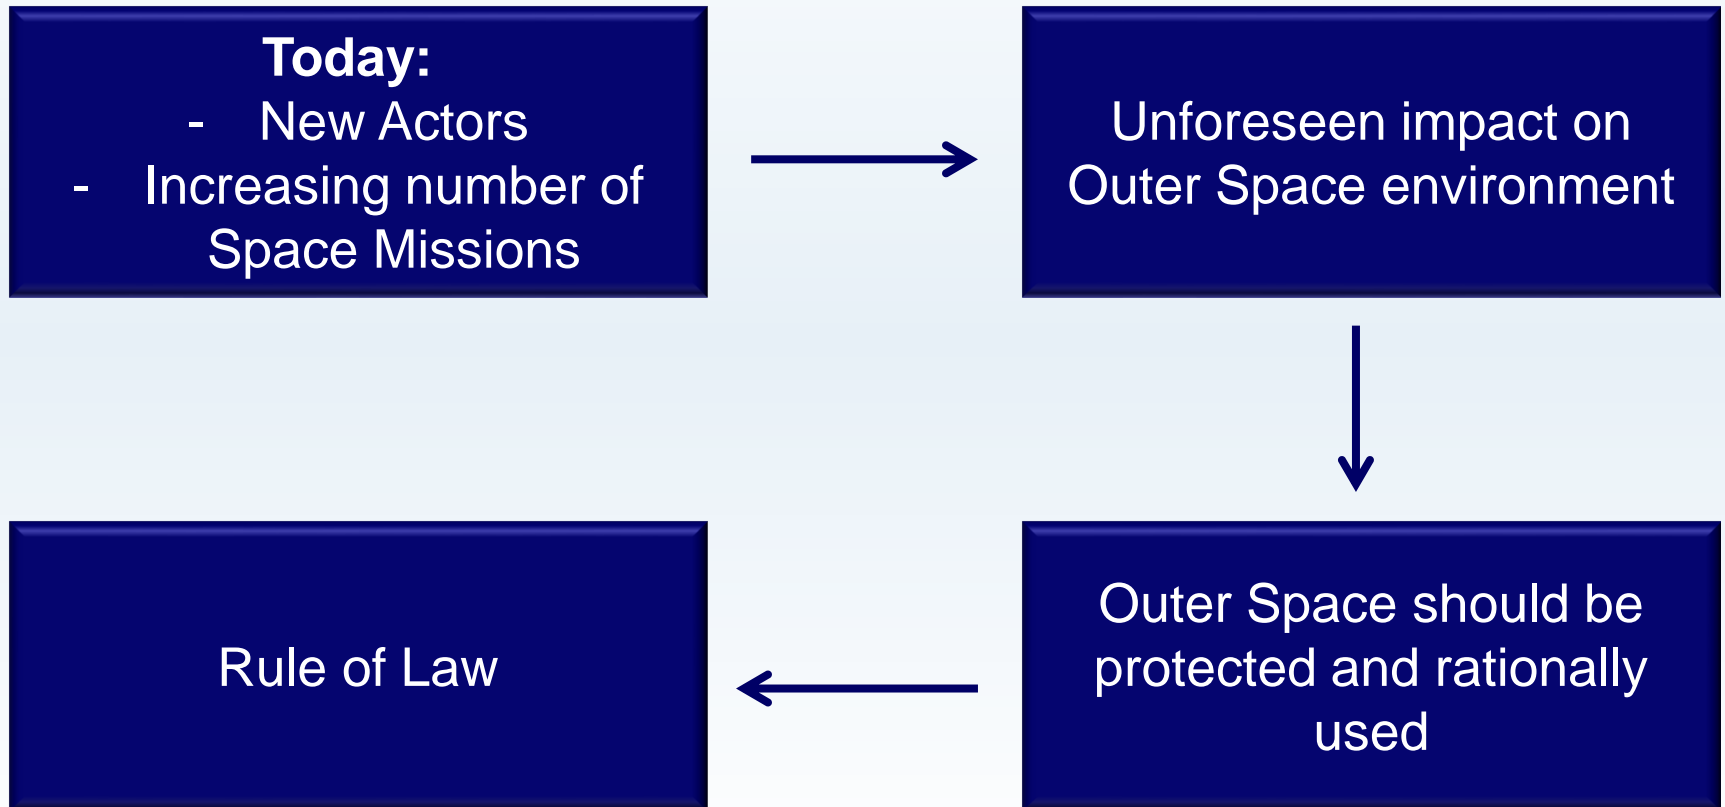 Today:
- New Actors
- Increasing number of
Space Missions
Unforeseen impact on
Outer Space environment
Outer Space should be
protected and rationally
used
Rule of Law